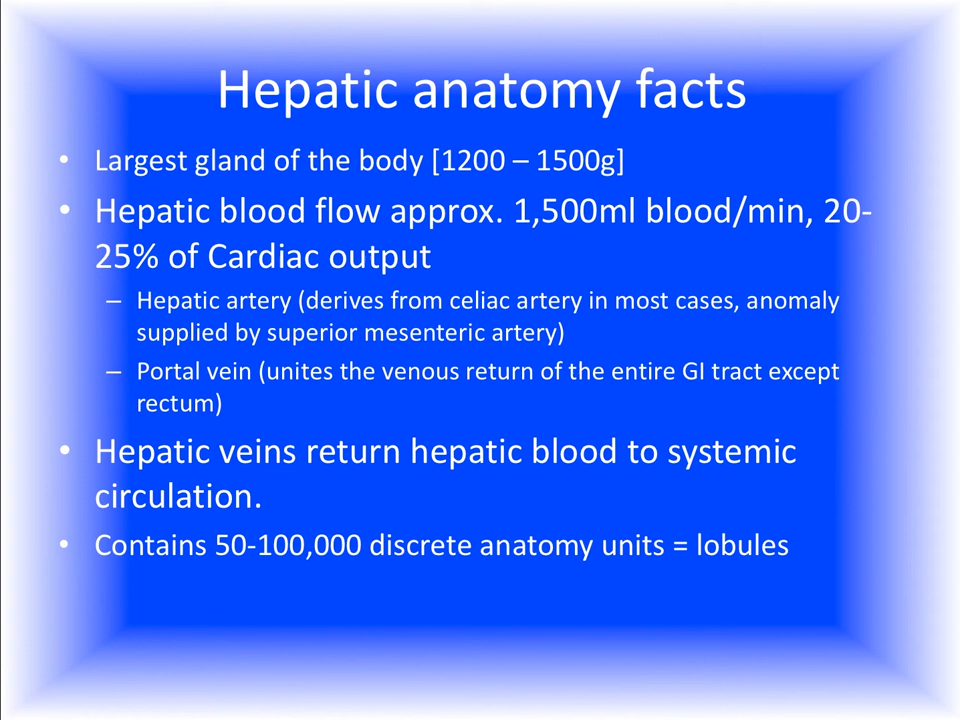 Hepatic anatomy facts
• Largest gland of the body [1200 – 1500g]
• Hepatic blood flow approx. 1,500ml blood/min, 20-
25% of Cardiac output
– Hepatic artery (derives from celiac artery in most cases, anomaly
supplied by superior mesenteric artery)
– Portal vein (unites the venous return of the entire GI tract except
rectum)
• Hepatic veins return hepatic blood to systemic
circulation.
• Contains 50-100,000 discrete anatomy units = lobules